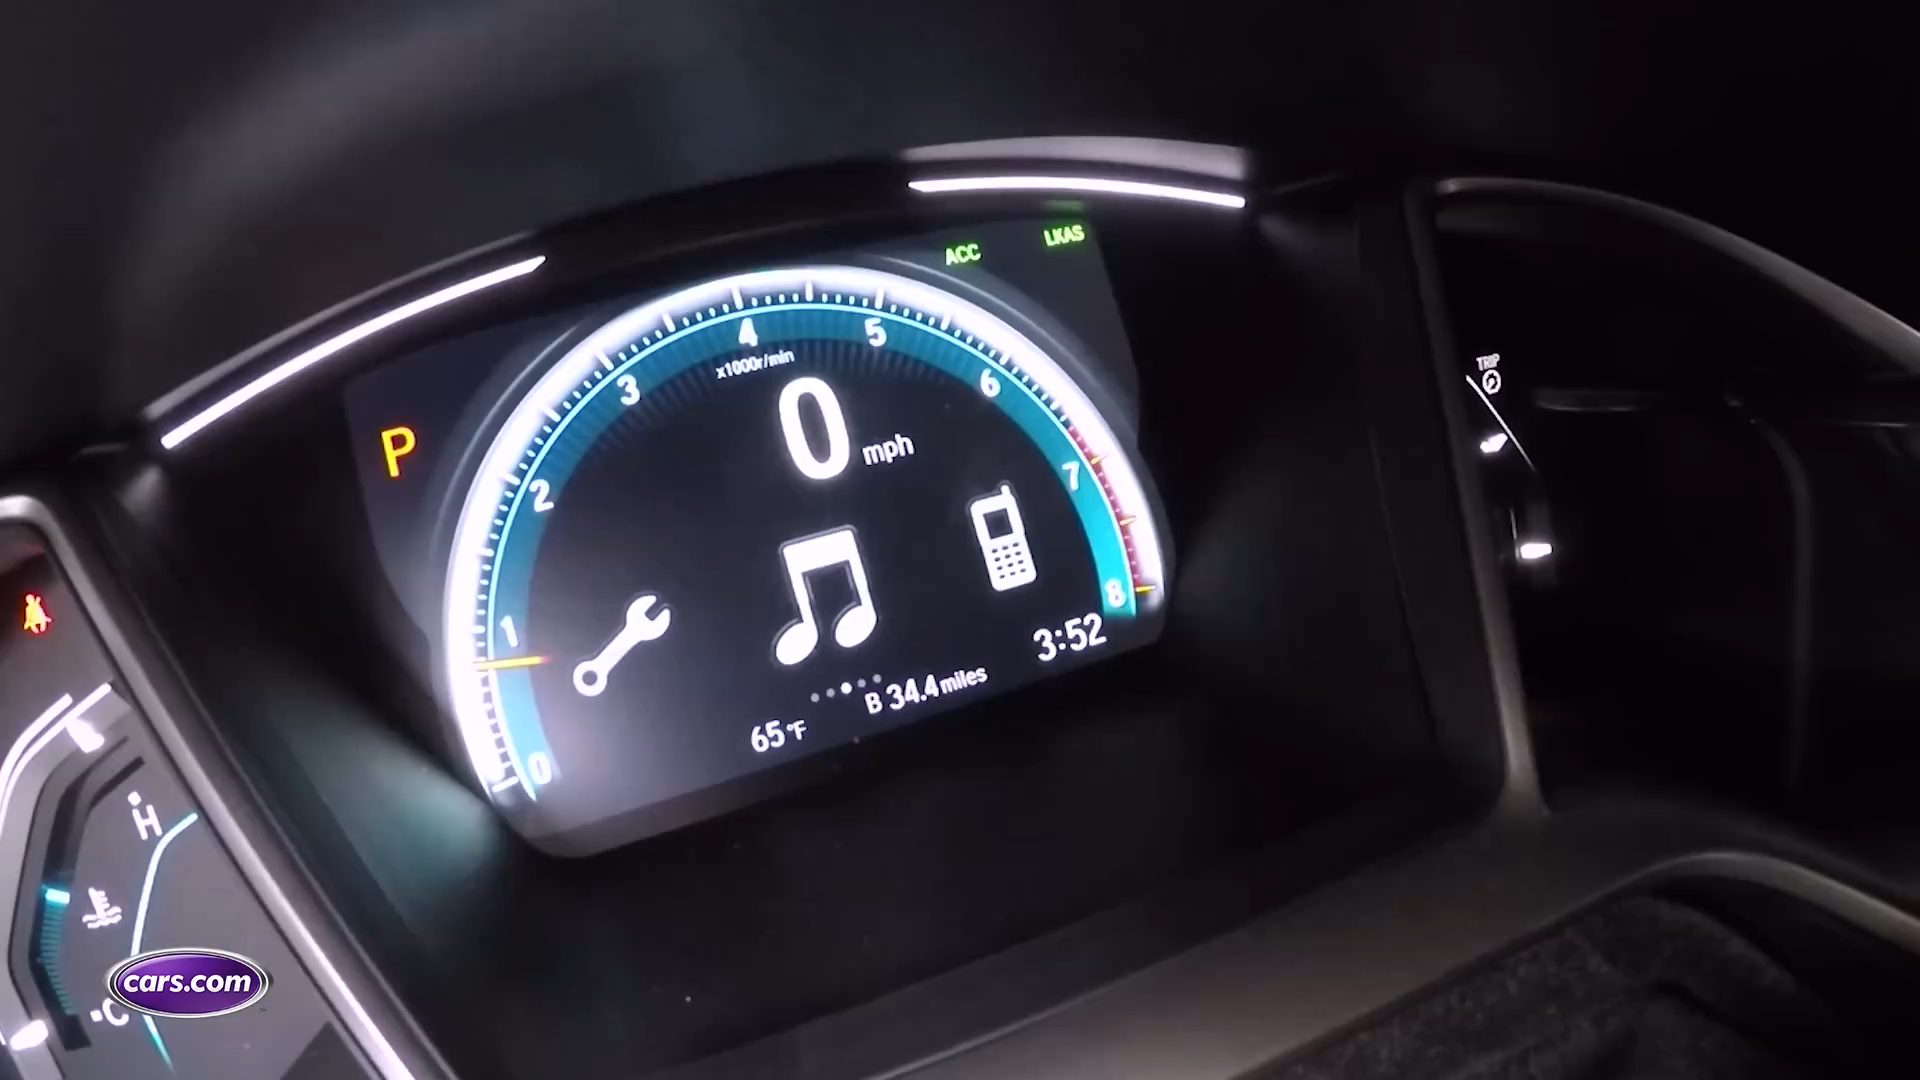 ACC
LKAS
4
5
x1000r/min
3
6
TRIP
0 mph
P
2
7
8
1
3:52
B 34.4 miles
65°F
0
H
C
cars.com